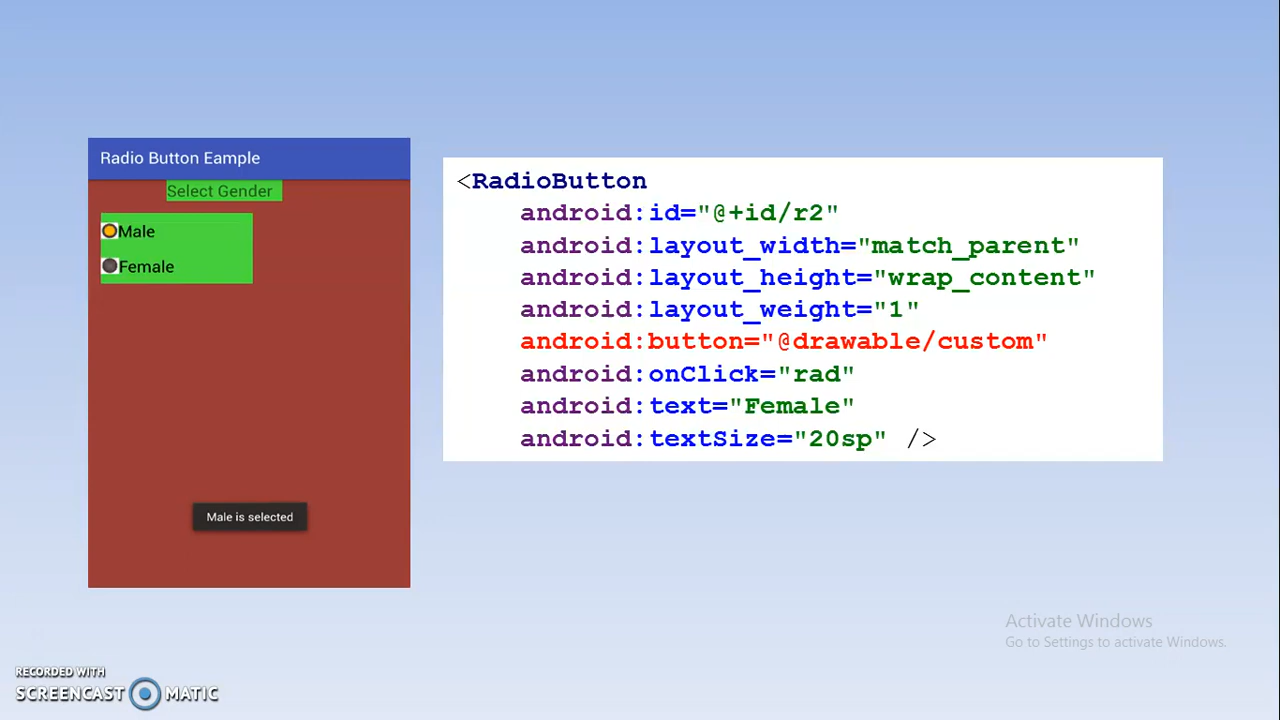 Radio Button Eample
Select Gender
Male
Female
Male is selected
<RadioButton
android:id="@+id/r2"
android:layout_width="match_parent"
android:layout_height="wrap_content"
android:layout_weight="1"
android:button="@drawable/custom"
android:onClick="rad"
android:text="Female"
android:textSize="20sp" />
Activate Windows
Go to Settings to activate Windows.
RECORDED WITH
SCREENCAST MATIC